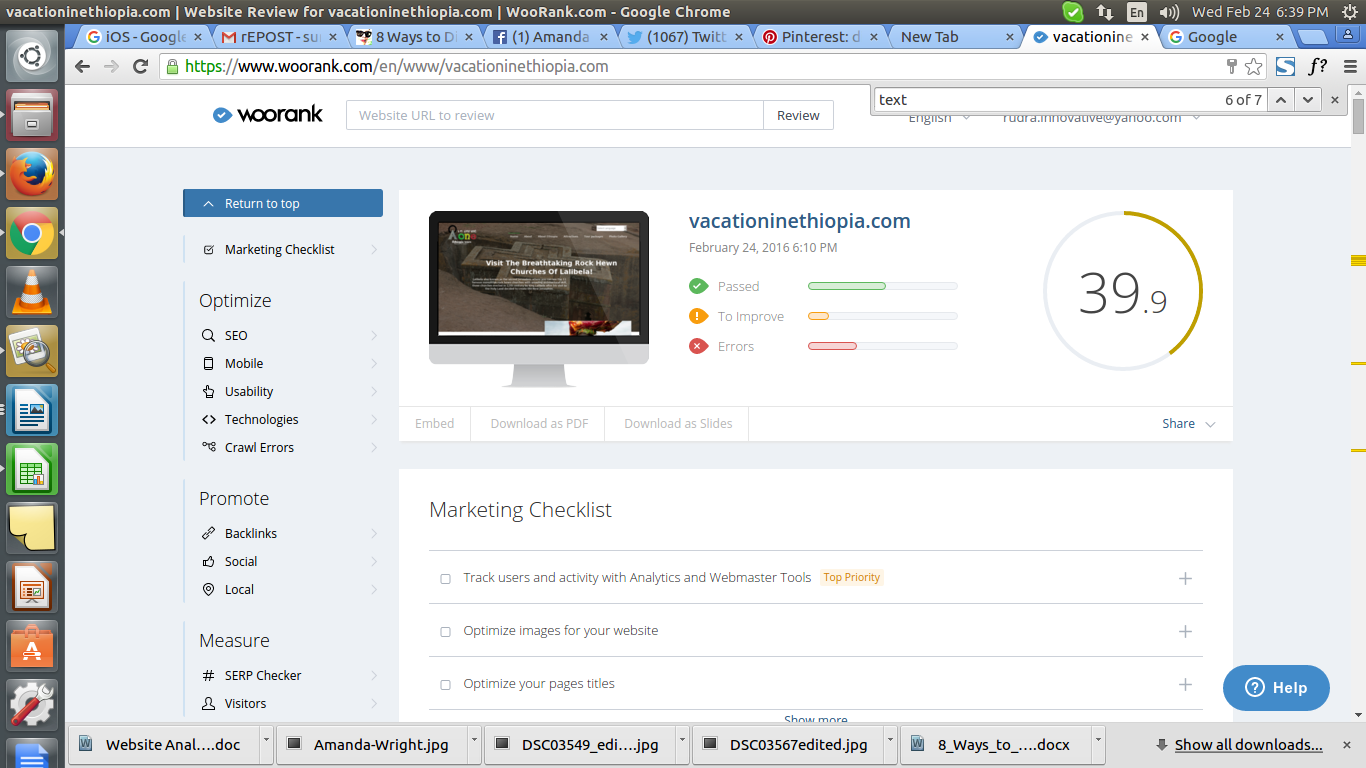 vacationinethiopia.com | Website Review for vacationinethiopia.com | WooRank.com - Google Chrome
En
Wed Feb 24 6:39 PM
iOS - Google
rEPOST - su
8 Ways to Di
(1) Amanda
(1067) Twitt
Pinterest: d
New Tab
vacationine
Google
https://www.woorank.com/en/www/vacationinethiopia.com
f?
text
6 of 7
woorank
Website URL to review
Review
English
rudra.innovative@yahoo.com
Return to top
Marketing Checklist
Optimize
SEO
Mobile
Usability
Technologies
Crawl Errors
Promote
Backlinks
Social
Local
Measure
SERP Checker
Visitors
Visit The Breathtaking Rock Hewn
Churches Of Lalibela!
vacationinethiopia.com
February 24, 2016 6:10 PM
Passed
To Improve
Errors
39.9
Embed
Download as PDF
Download as Slides
Share
Marketing Checklist
Track users and activity with Analytics and Webmaster Tools
Top Priority
Optimize images for your website
Optimize your pages titles
Show more
Help
Website Anal....doc
Amanda-Wright.jpg
DSC03549_edi....jpg
DSC03567edited.jpg
8_Ways_to_....docx
Show all downloads...